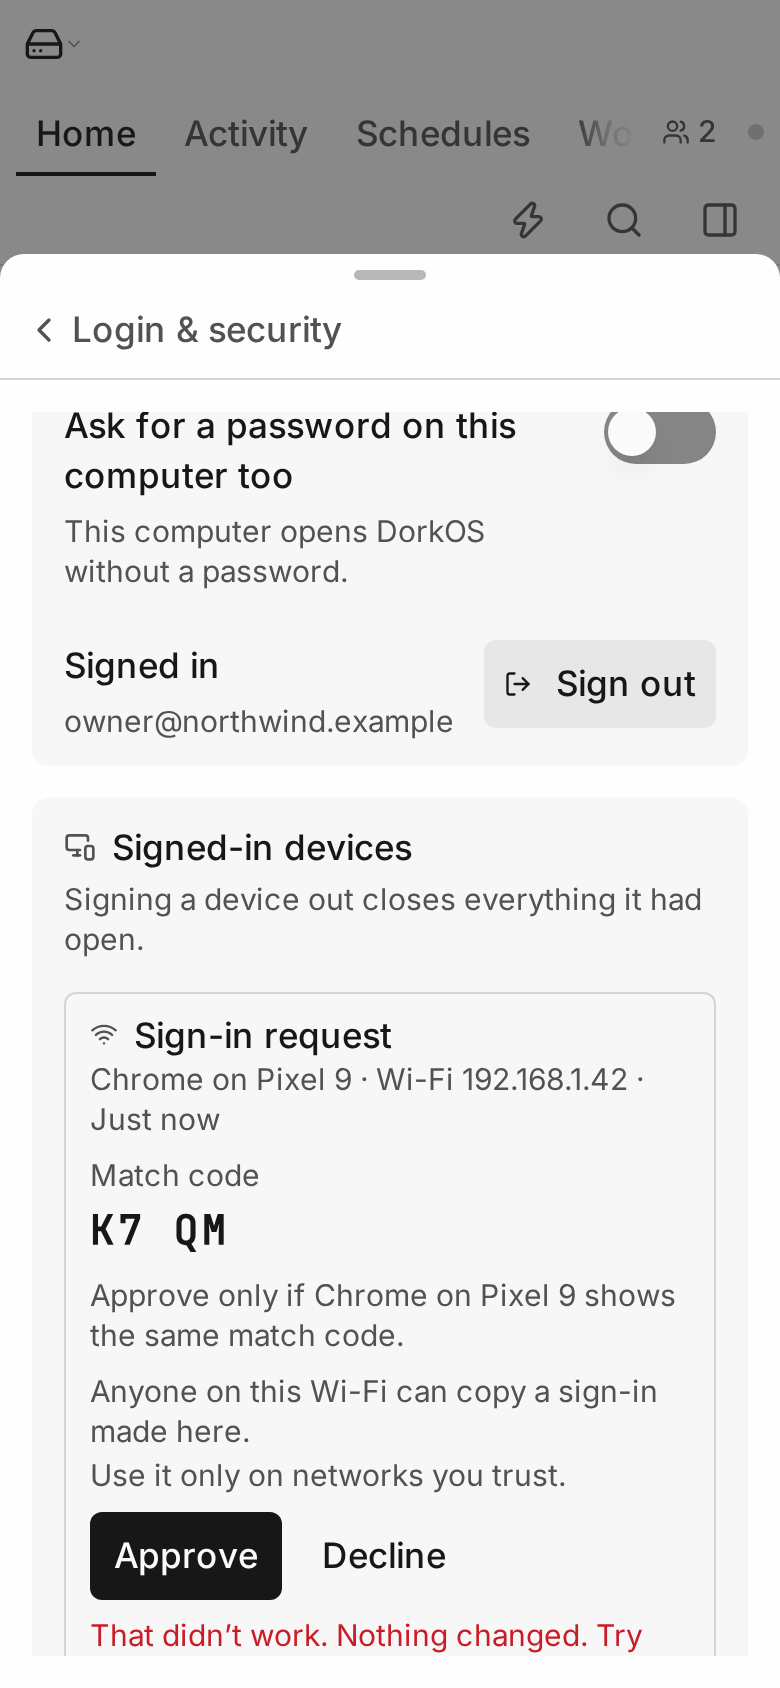 Home Activity Schedules Wo 2
Login & security
Ask for a password on this
computer too
This computer opens DorkOS
without a password.
Signed in
owner@northwind.example
Sign out
Signed-in devices
Signing a device out closes everything it had
open.
Sign-in request
Chrome on Pixel 9 · Wi-Fi 192.168.1.42 ·
Just now
Match code
K7 QM
Approve only if Chrome on Pixel 9 shows
the same match code.
Anyone on this Wi-Fi can copy a sign-in
made here.
Use it only on networks you trust.
Approve Decline
That didn’t work. Nothing changed. Try